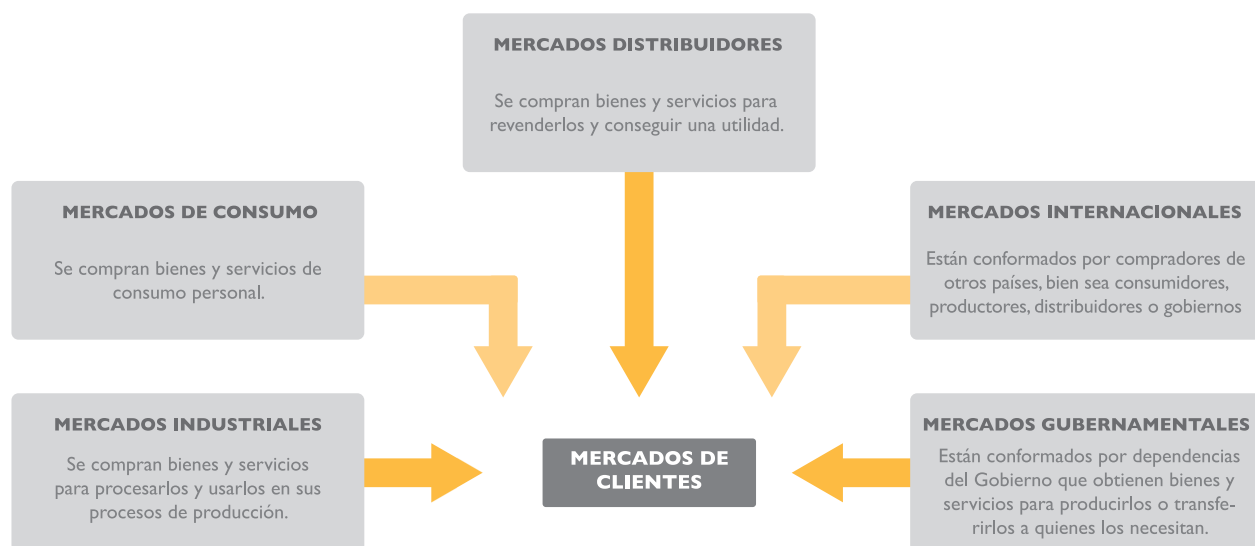 MERCADOS DISTRIBUIDORES
Se compran bienes y servicios para
revenderlos y conseguir una utilidad.
MERCADOS DE CONSUMO
Se compran bienes y servicios de
consumo personal.
MERCADOS INTERNACIONALES
Están conformados por compradores de
otros países, bien sea consumidores,
productores, distribuidores o gobiernos
MERCADOS INDUSTRIALES
Se compran bienes y servicios
para procesarlos y usarlos en sus
procesos de producción.
MERCADOS DE
CLIENTES
MERCADOS GUBERNAMENTALES
Están conformados por dependencias
del Gobierno que obtienen bienes y
servicios para producirlos o transfe-
rirlos a quienes los necesitan.